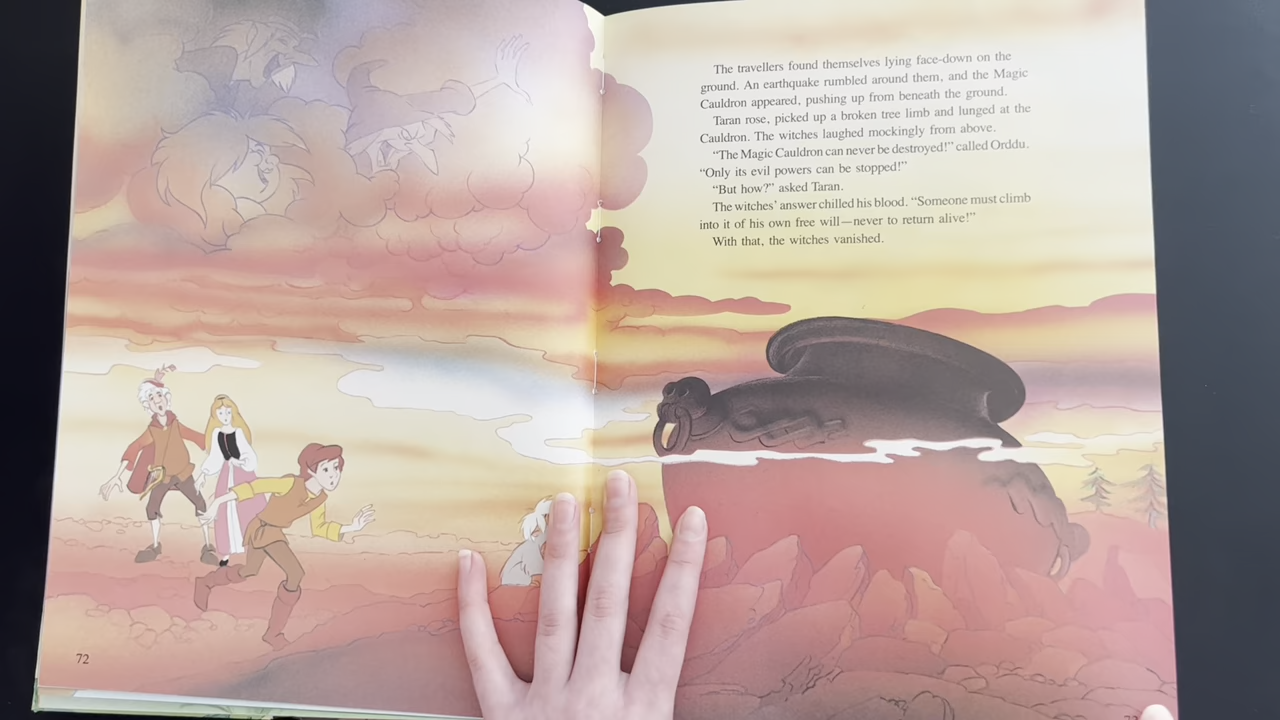 The travellers found themselves lying face-down on the
ground. An earthquake rumbled around them, and the Magic
Cauldron appeared, pushing up from beneath the ground.
Taran rose, picked up a broken tree limb and lunged at the
Cauldron. The witches laughed mockingly from above.
“The Magic Cauldron can never be destroyed!” called Orddu.
“Only its evil powers can be stopped!”
“But how?” asked Taran.
The witches’ answer chilled his blood. “Someone must climb
into it of his own free will—never to return alive!”
With that, the witches vanished.
72